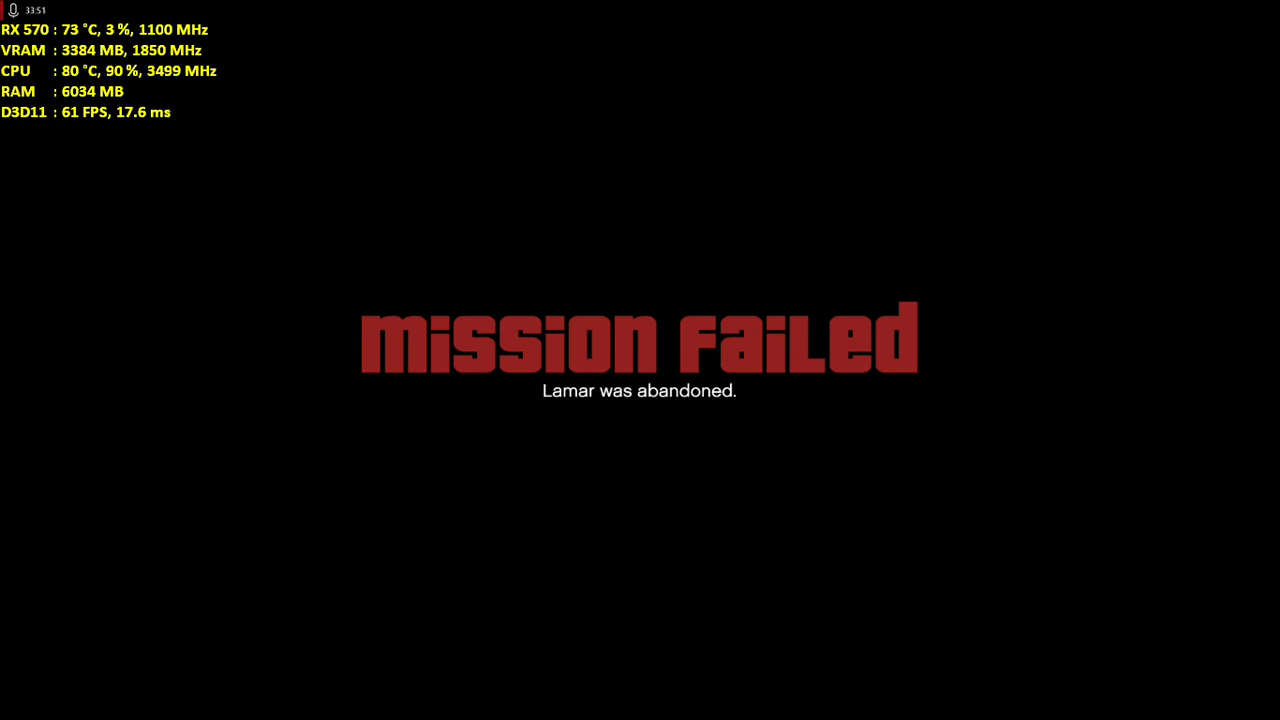 33:51
RX 570 : 73 °C, 3 %, 1100 MHz
VRAM : 3384 MB, 1850 MHz
CPU : 80 °C, 90 %, 3499 MHz
RAM : 6034 MB
D3D11 : 61 FPS, 17.6 ms
mission failed
Lamar was abandoned.